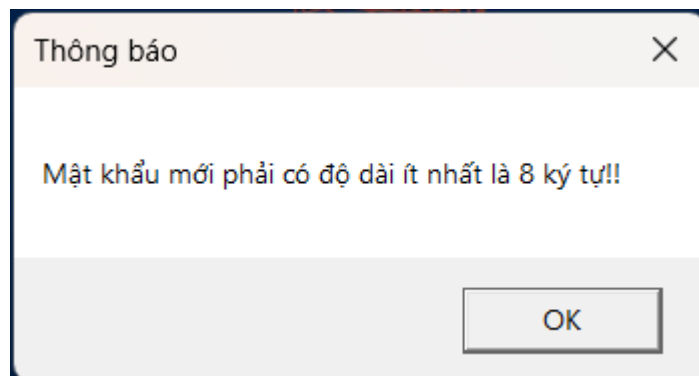 Thông báo
Mật khẩu mới phải có độ dài ít nhất là 8 ký tự!!
OK